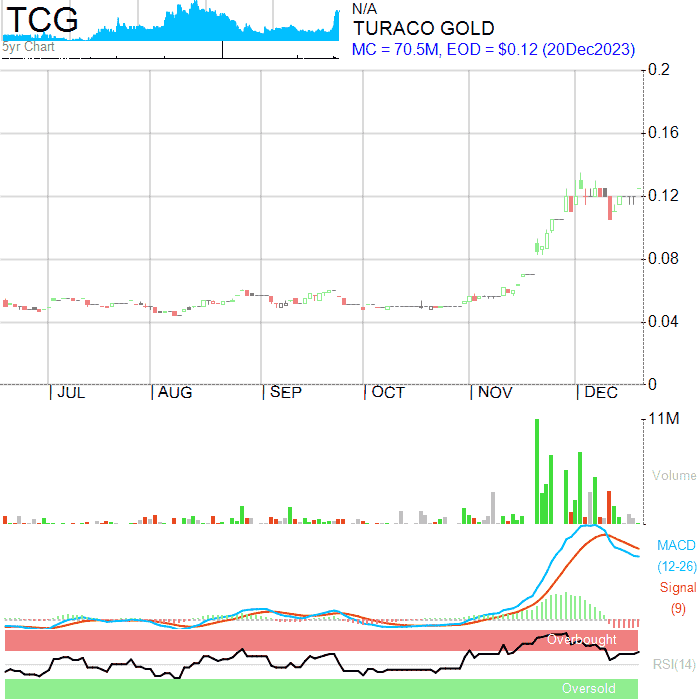 TCG
5yr Chart
N/A
TURACO GOLD
MC = 70.5M, EOD = $0.12 (20Dec2023)
0.2
0.16
0.12
0.08
0.04
0
JUL AUG SEP OCT NOV DEC
11M
Volume
MACD
(12-26)
Signal
(9)
Overbought
RSI(14)
Oversold